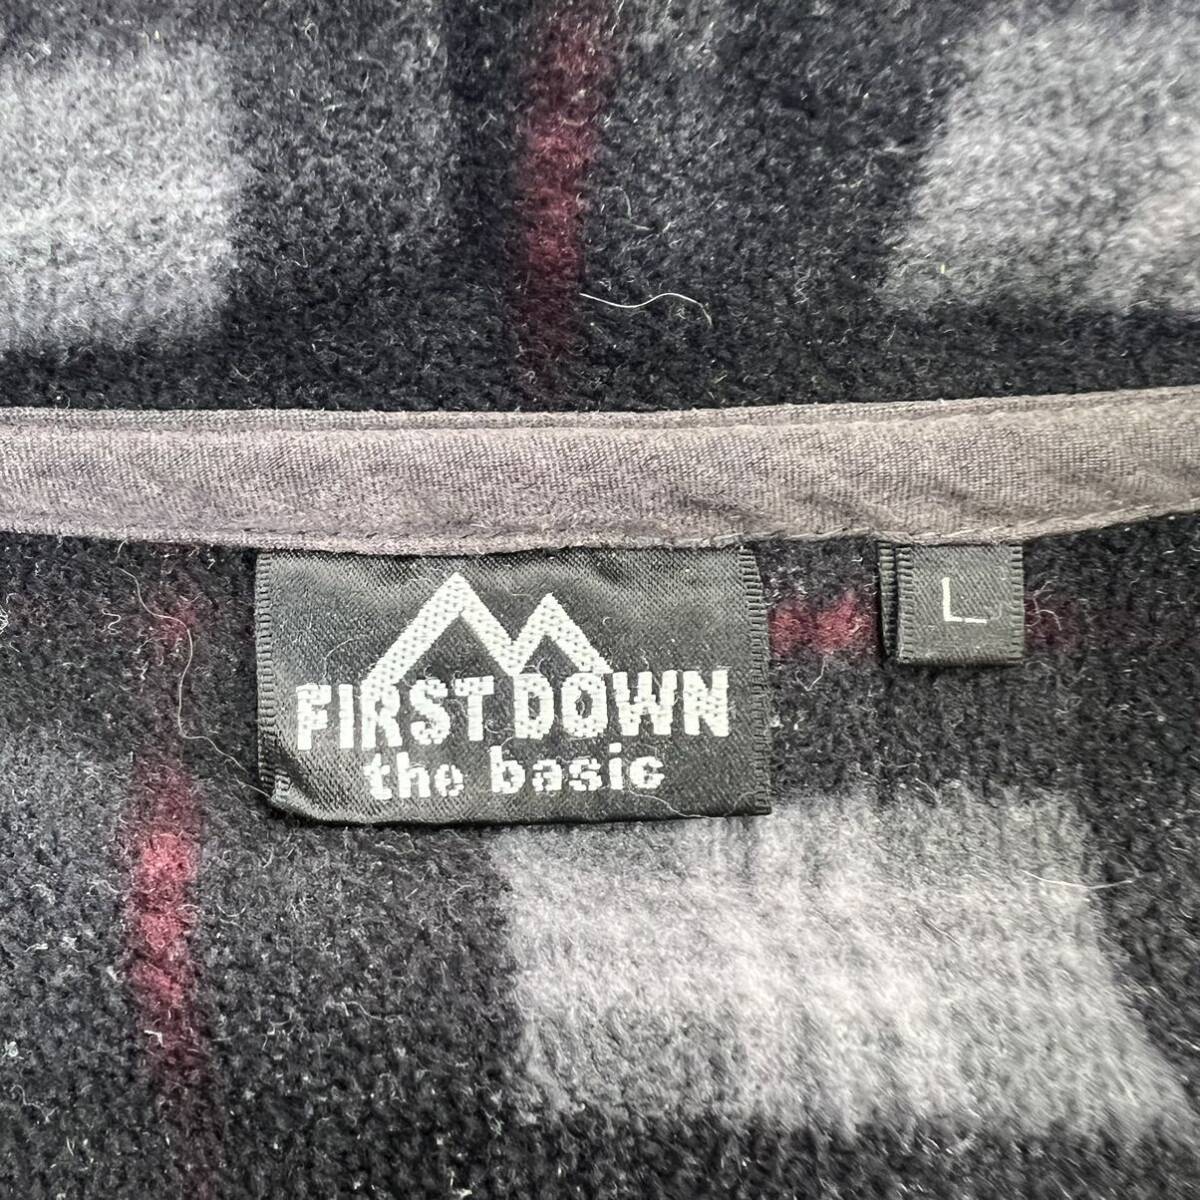 FIRST DOWN
the basic
L